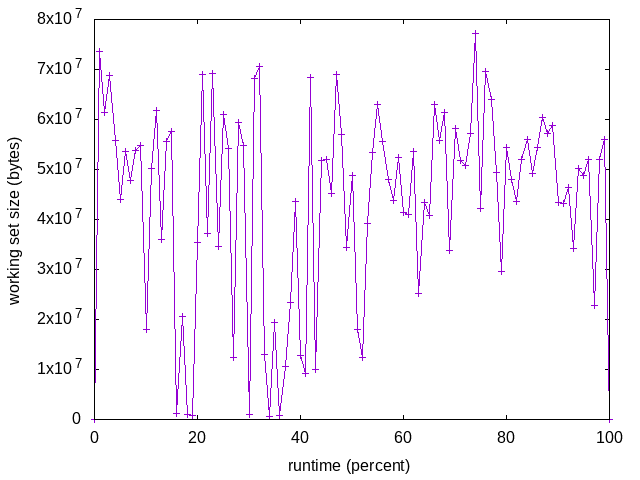 8x10^7
7x10^7
6x10^7
5x10^7
4x10^7
3x10^7
2x10^7
1x10^7
0
0 20 40 60 80 100
working set size (bytes)
runtime (percent)